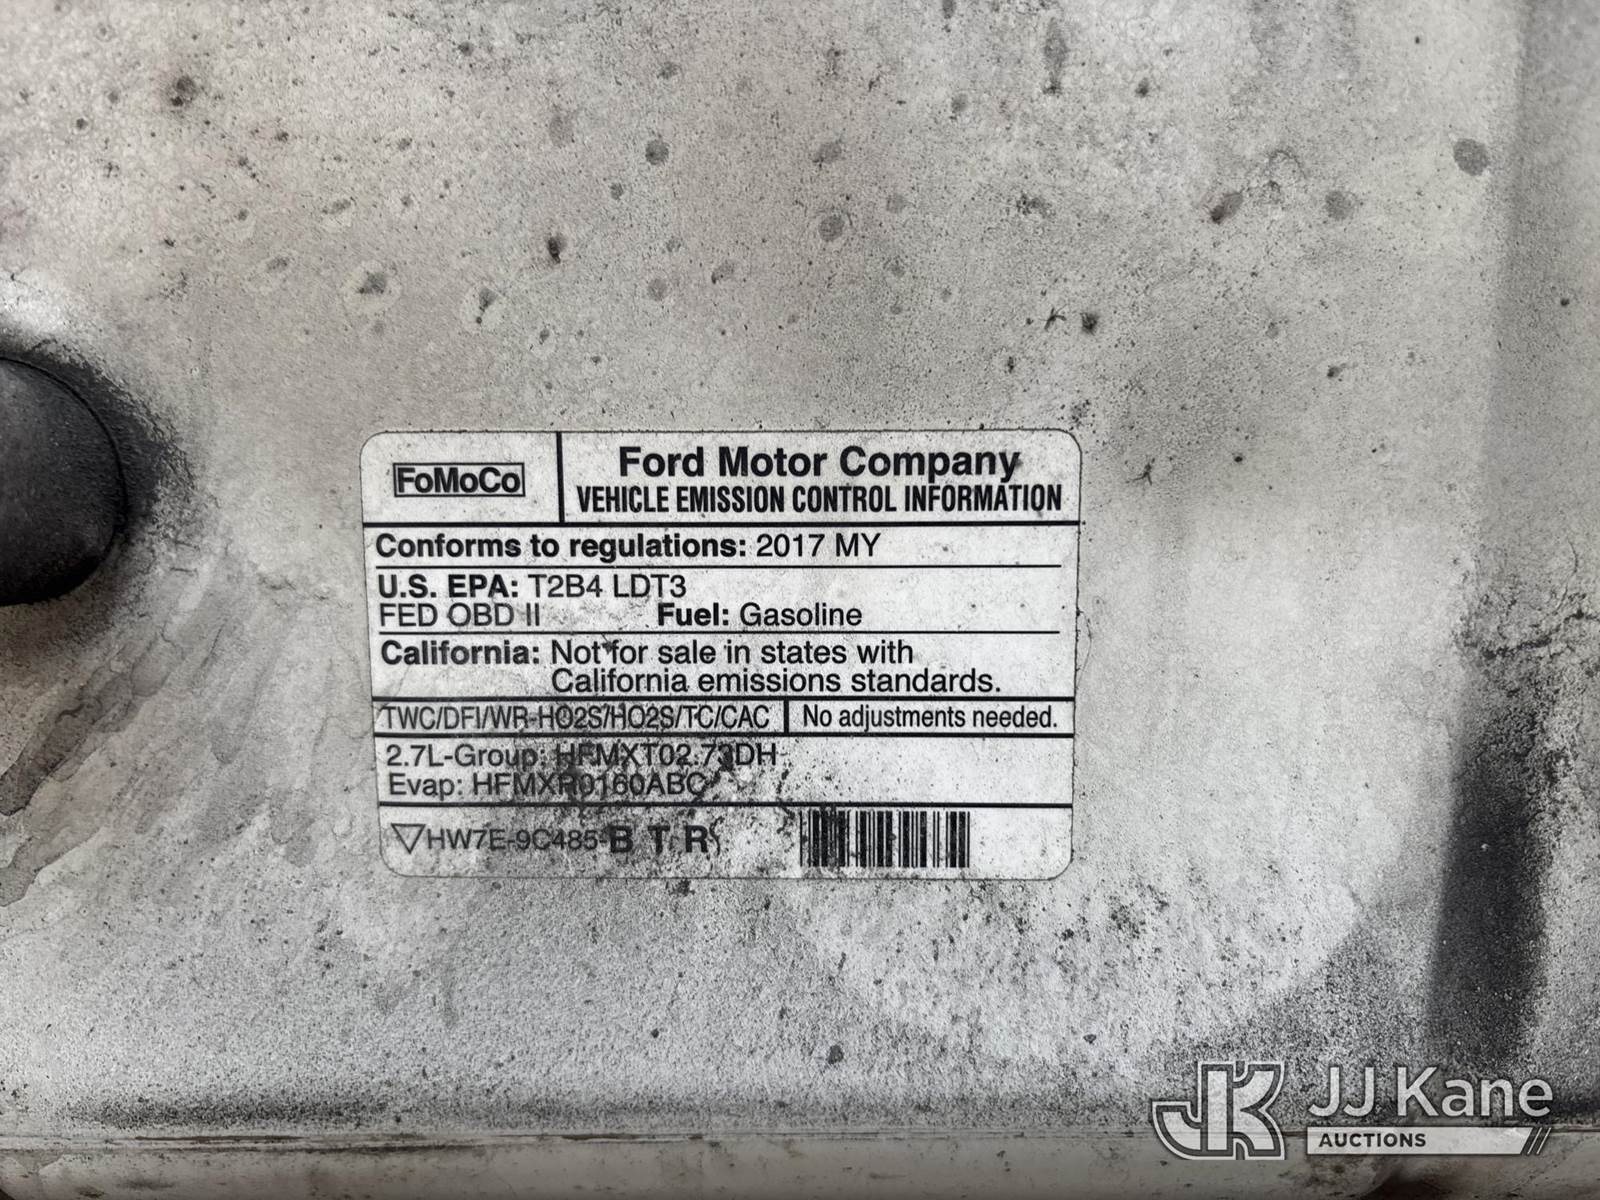 FoMoCo
Ford Motor Company
VEHICLE EMISSION CONTROL INFORMATION
Conforms to regulations: 2017 MY
U.S. EPA: T2B4 LDT3
FED OBD II Fuel: Gasoline
California: Not for sale in states with
California emissions standards.
TWC/DFI/WR-HO2S/HO2S/TC/CAC No adjustments needed.
2.7L-Group:
Evap: HFMXR0160ABC
HW7E-9C485-B T R
JK JJ Kane
AUCTIONS